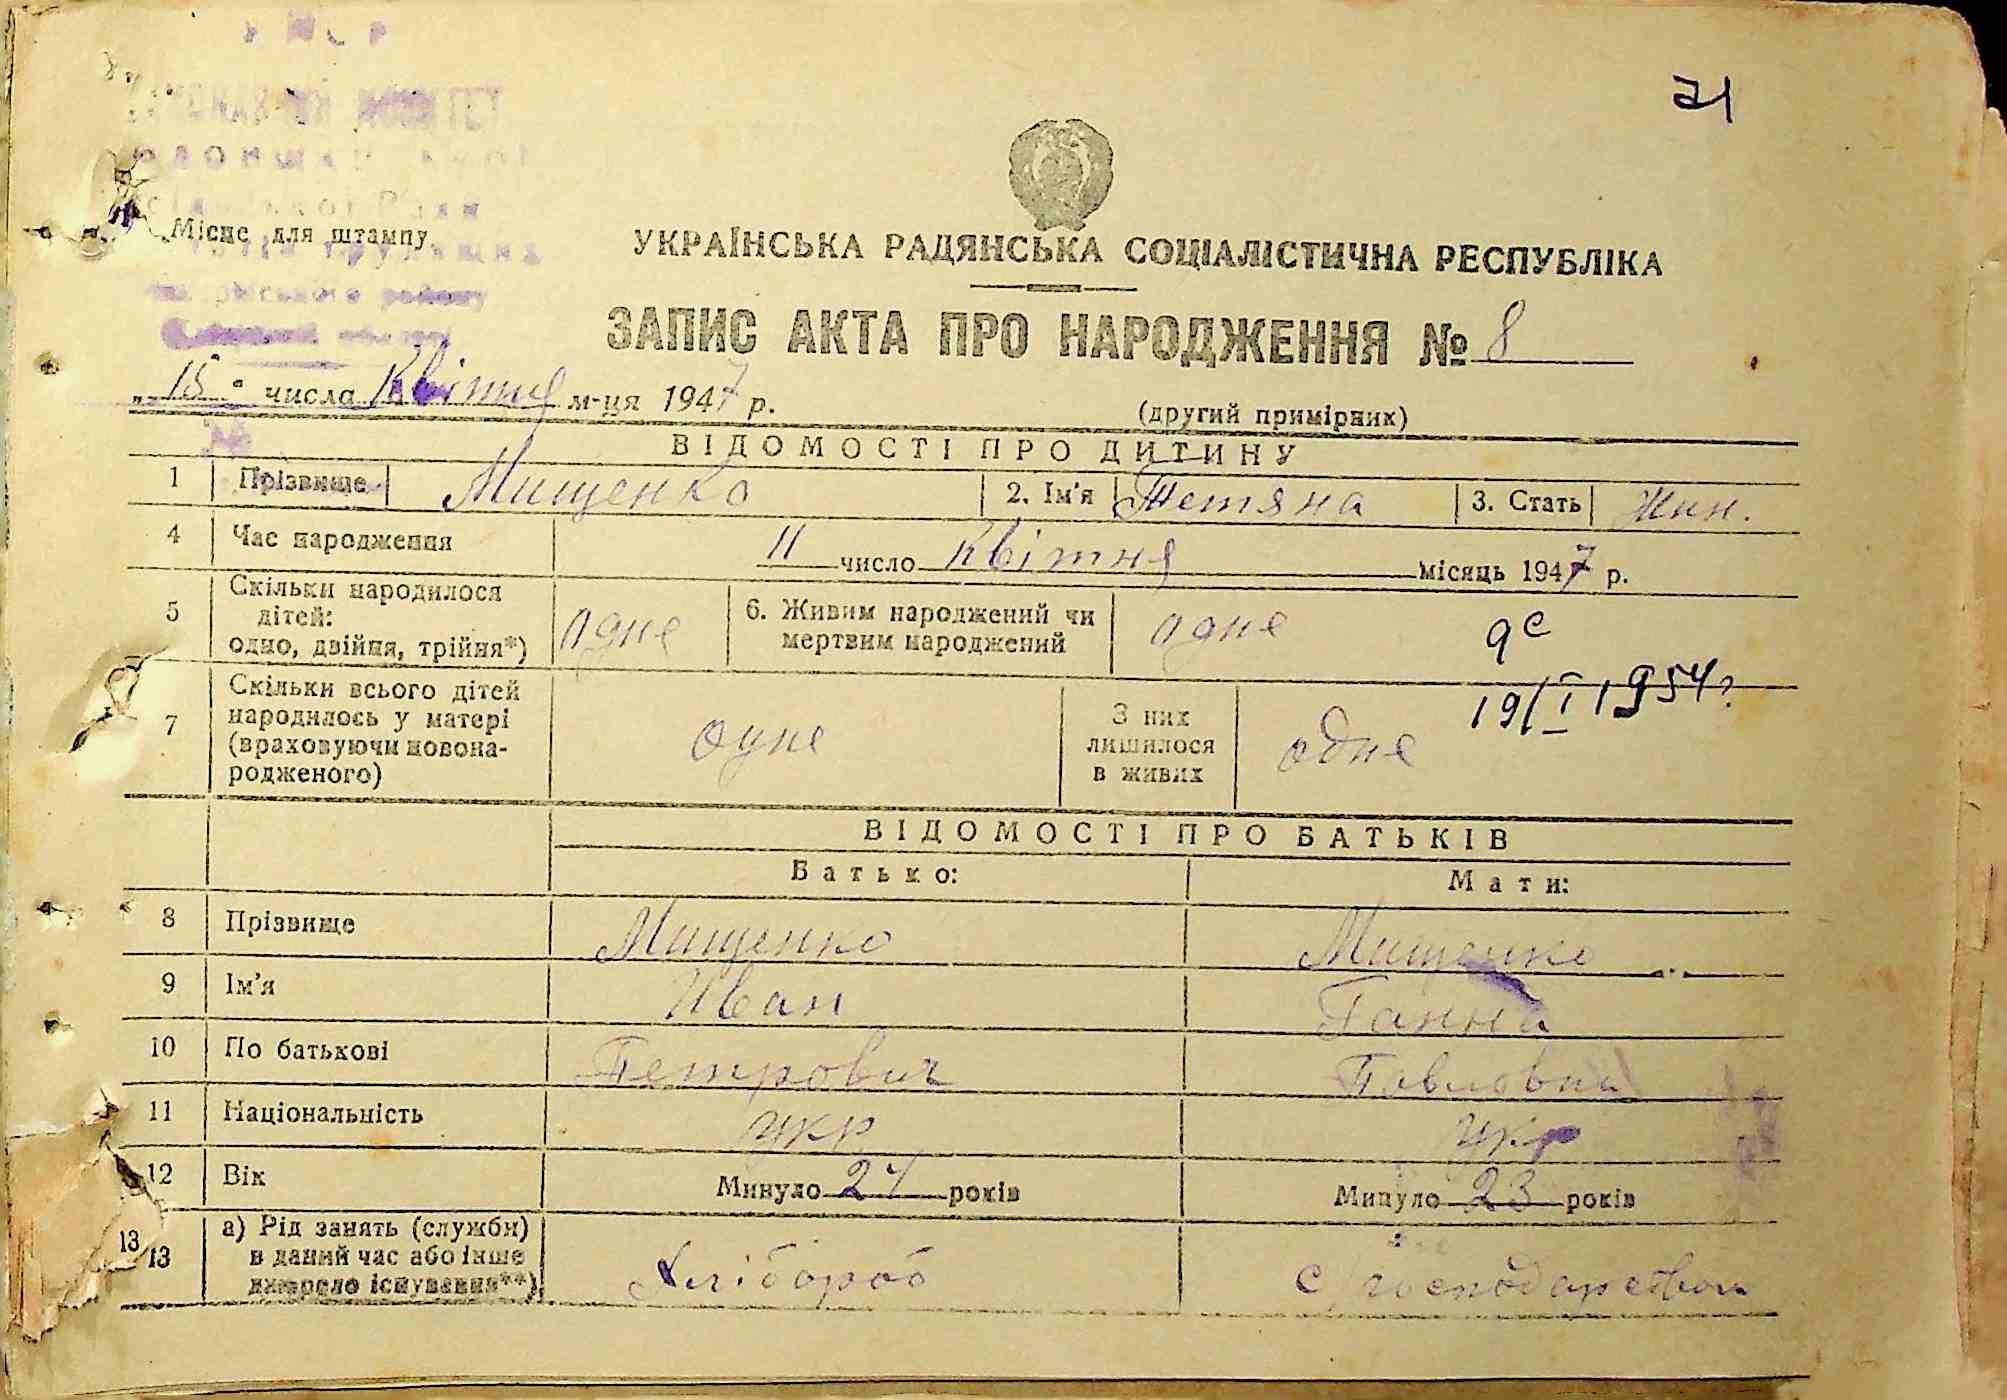 21
Місце для штампу
УКРАЇНСЬКА РАДЯНСЬКА СОЦІАЛІСТИЧНА РЕСПУБЛІКА
ЗАПИС АКТА ПРО НАРОДЖЕННЯ № 8
„15“ числа Квітня м-ця 1947 р.
(другий примірник)
ВІДОМОСТІ ПРО ДИТИНУ
1 Прізвище Мищенко 2. Ім'я Тетяна 3. Стать Жін.
4 Час народження 11 число Квітня місяць 1947 р.
5 Скільки народилося дітей: одно, двійня, трійня*) одне 6. Живим народжений чи мертвим народжений одне
19/I 1954
7 Скільки всього дітей народилось у матері (враховуючи новонародженого) одне З них лишилося в живих одне
ВІДОМОСТІ ПРО БАТЬКІВ
Батько: Мати:
8 Прізвище Мищенко Мищенко
9 Ім'я Иван Ганна
10 По батькові Петрович Павловна
11 Національність укр укр
12 Вік Минуло 24 років Минуло 23 років
13 13 а) Рід занять (служби) в даний час або інше джерело існування**) Хлібороб с господарством